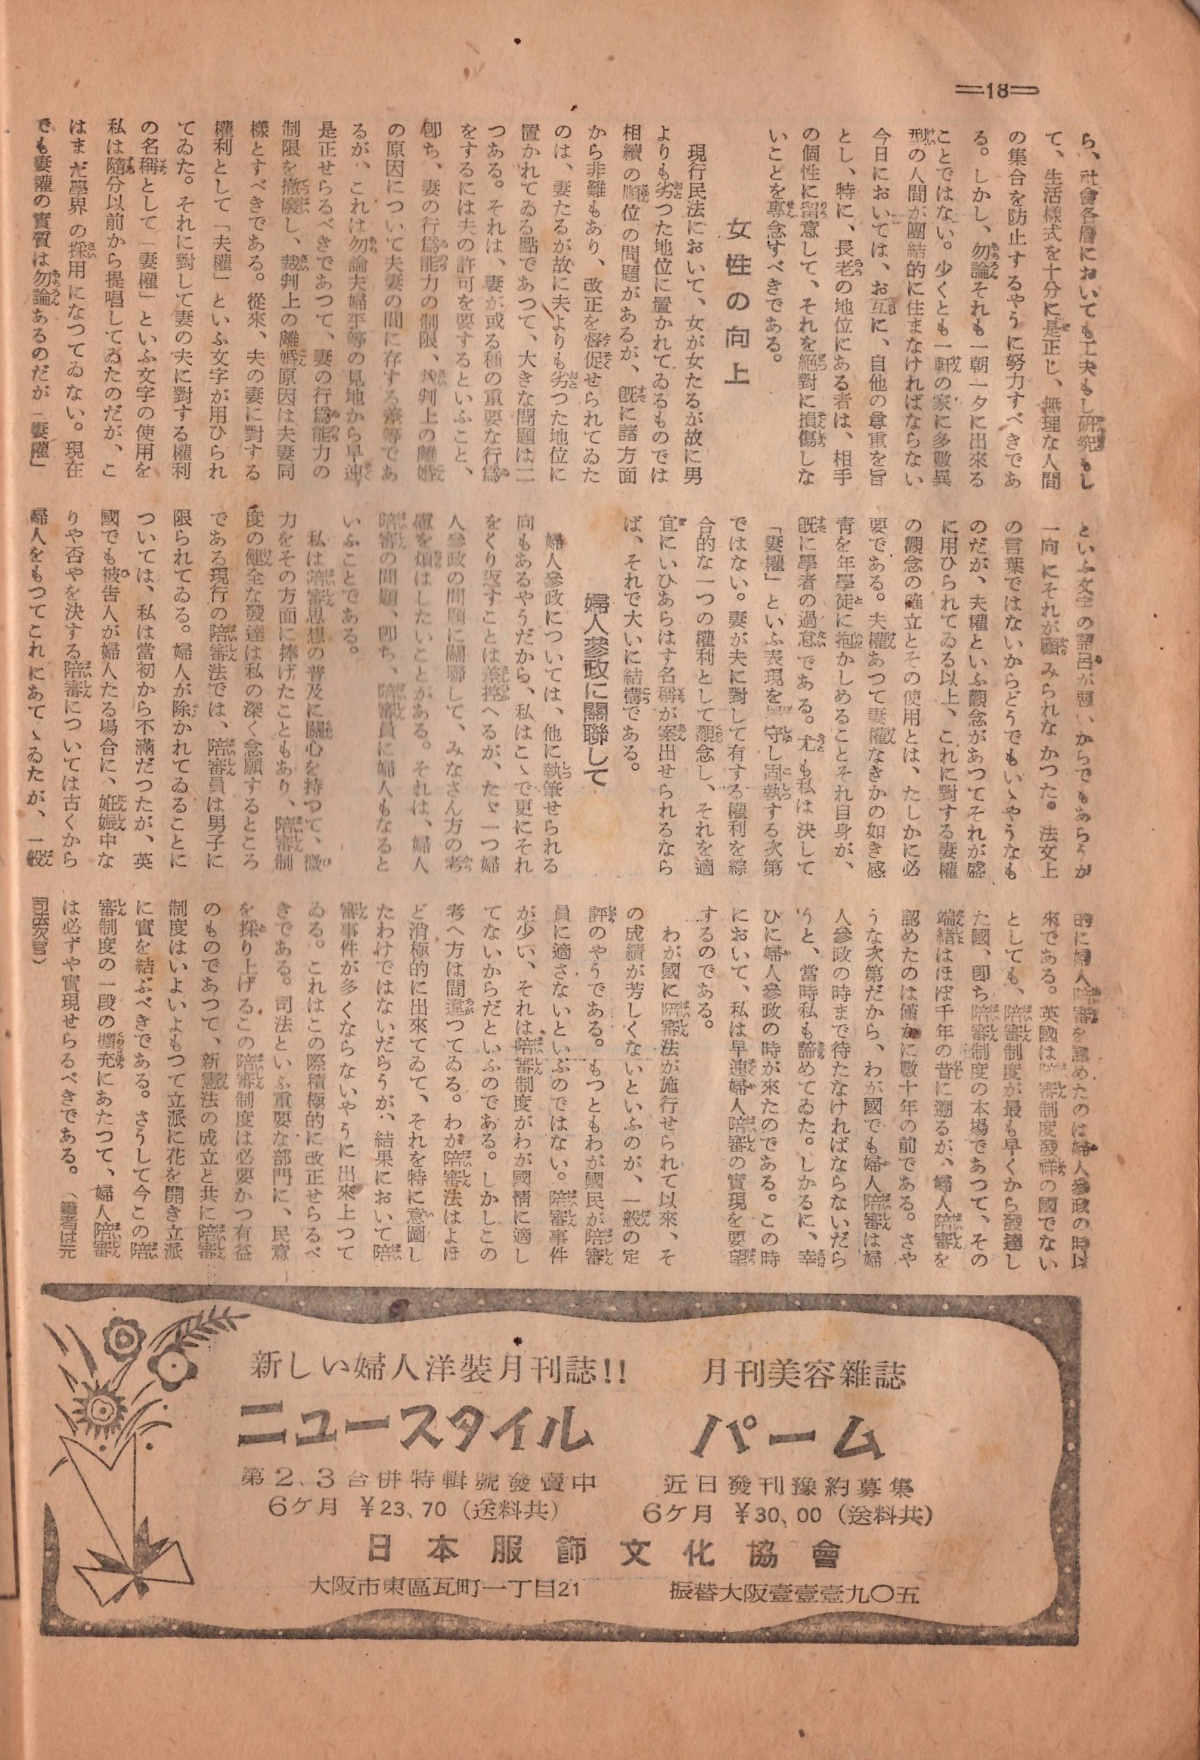 18
ら、社會各層においても工夫もし研究もし
て、生活樣式を十分に是正し、無理な人間
の集合を防止するやうに努力すべきであ
る。しかし、勿論それも一朝一夕に出來る
ことではない。少くとも一軒の家に多數異
型の人間が團結的に住まなければならない
今日においては、お互に、自他の尊重を旨
とし、特に、長老の地位にある者は、相手
の個性に留意して、それを絕對に損傷しな
いことを專念すべきである。
女性の向上
現行民法において、女が女たるが故に男
よりも劣つた地位に置かれてゐるものでは
相續の順位の問題があるが、旣に諸方面
から非難もあり、改正を督促せられてゐた
のは、妻たるが故に夫よりも劣つた地位に
置かれてゐる點であつて、大きな問題は二
つある。それは、妻が或る種の重要な行爲
をするには夫の許可を要するといふこと、
卽ち、妻の行爲能力の制限、裁判上の離婚
の原因について夫妻の間に存する差等であ
るが、これは勿論夫婦平等の見地から早速
是正せらるべきであつて、妻の行爲能力の
制限を撤廢し、裁判上の離婚原因は夫妻同
樣とすべきである。從來、夫の妻に對する
權利として「夫權」といふ文字が用ひられ
てゐた。それに對して妻の夫に對する權利
の名稱として「妻權」といふ文字の使用を
私は隨分以前から提唱してゐたのだが、こ
はまだ學界の採用になつてゐない。現在
でも妻權の實質は勿論あるのだが「妻權」
といふ文字の語呂が惡いからでもあらうが
一向にそれが顧みられなかつた。法文上
の言葉ではないからどうでもいゝやうなも
のだが、夫權といふ觀念があつてそれが盛
に用ひられてゐる以上、これに對する妻權
の觀念の確立とその使用とは、たしかに必
要である。夫權あつて妻權なきかの如き感
靑を年學徒に抱かしめることそれ自身が、
旣に學者の過怠である。尤も私は決して
「妻權」といふ表現を守し固執する次第
ではない。妻が夫に對して有する權利を綜
合的な一つの權利として觀念し、それを適
宜にいひあらはす名稱が案出せられるなら
ば、それで大いに結構である。
婦人參政に關聯して
婦人參政については、他に執筆せられる
向もあるやうだから、私はこゝで更にそれ
をくり返すことは差控へるが、たゞ一つ婦
人參政の問題に關聯して、みなさん方の考
慮を煩はしたいことがある。それは、婦人
陪審の問題、卽ち、陪審員に婦人もなると
いふことである。
私は陪審思想の普及に關心を持つて、微
力をその方面に捧げたこともあり、陪審制
度の健全な發達は私の深く念願するところ
である現行の陪審法では、陪審員は男子に
限られてゐる。婦人が除かれてゐることに
ついては、私は當初から不滿だつたが、英
國でも被吿人が婦人たる場合に、姙娠中な
りや否やを決する陪審については古くから
婦人をもつてこれにあてゝゐたが、一般
的に婦人陪審を認めたのは婦人參政の時以
來である。英國は陪審制度發祥の國でない
としても、陪審制度が最も早くから發達し
た國、卽ち陪審制度の本場であつて、その
端緖はほぼ千年の昔に遡るが、婦人陪審を
認めたのは僅かに數十年の前である。さや
うな次第だから、わが國でも婦人陪審は婦
人參政の時まで待たなければならないだら
うと、當時私も諦めてゐた。しかるに、幸
ひに婦人參政の時が來たのである。この時
において、私は早速婦人陪審の實現を要望
するのである。
わが國に陪審法が施行せられて以來、そ
の成績が芳しくないといふのが、一般の定
評のやうである。もつともわが國民が陪審
員に適さないといふのではない。陪審事件
が少い、それは陪審制度がわが國情に適し
てないからだといふのである。しかしこの
考へ方は間違つてゐる。わが陪審法はよほ
ど消極的に出來てゐて、それを特に意圖し
たわけではないだらうが、結果において陪
審事件が多くならないやうに出來上つて
ゐる。これはこの際積極的に改正せらるべ
きである。司法といふ重要な部門に、民意
を採り上げるこの陪審制度は必要かつ有益
のものであつて、新憲法の成立と共に陪審
制度はいよいよもつて立派に花を開き立派
に實を結ぶべきである。さうして今この陪
審制度の一段の擴充にあたつて、婦人陪審
は必ずや實現せらるべきである。（筆者は元
司法次官）
新しい婦人洋裝月刊誌!!
ニュースタイル
第2、3合併特輯號發賣中
6ケ月 ¥23、70（送料共）
月刊美容雜誌
パーム
近日發刊豫約募集
6ケ月 ¥30、00（送料共）
日本服飾文化協會
大阪市東區瓦町一丁目21
振替大阪壹壹壹九〇五